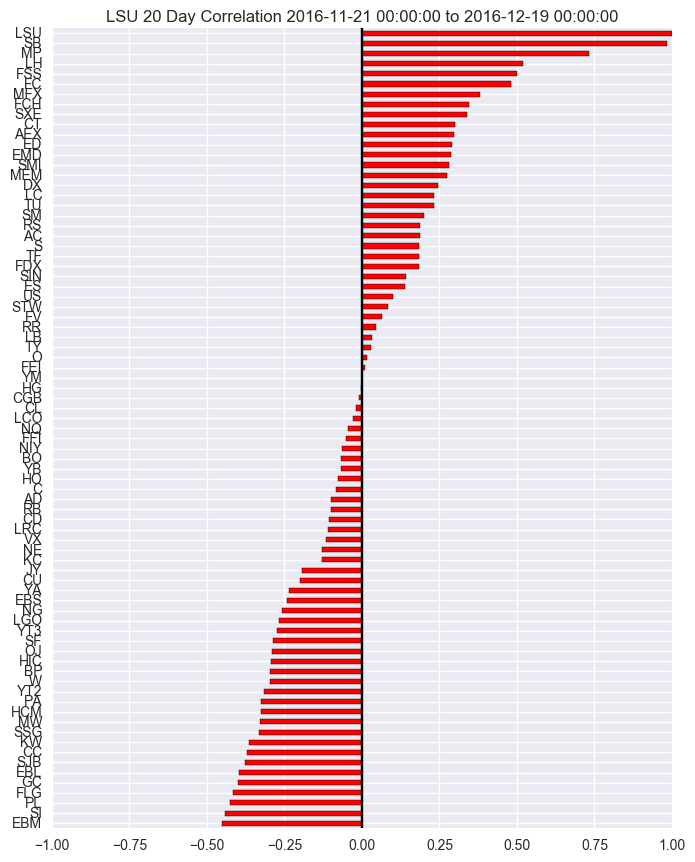 LSU 20 Day Correlation 2016-11-21 00:00:00 to 2016-12-19 00:00:00
LSU
SB
MP
LH
FSS
FC
MFX
FCH
SXE
CT
AEX
ED
EMD
SMI
MEM
DX
LC
TU
SM
RS
AC
S
TF
FDX
SIN
ES
US
STW
FV
RR
LB
TY
O
FEI
YM
HG
CGB
CL
LCO
NQ
FFI
NIY
BO
YB
HO
C
AD
RB
CD
LRC
VX
NE
KC
JY
CU
YA
EBS
NG
LGO
YT3
SF
OJ
HIC
BP
W
YT2
PA
HCM
MW
SSG
KW
CC
SJB
EBL
GC
FLG
PL
SI
EBM
−1.00 −0.75 −0.50 −0.25 0.00 0.25 0.50 0.75 1.00